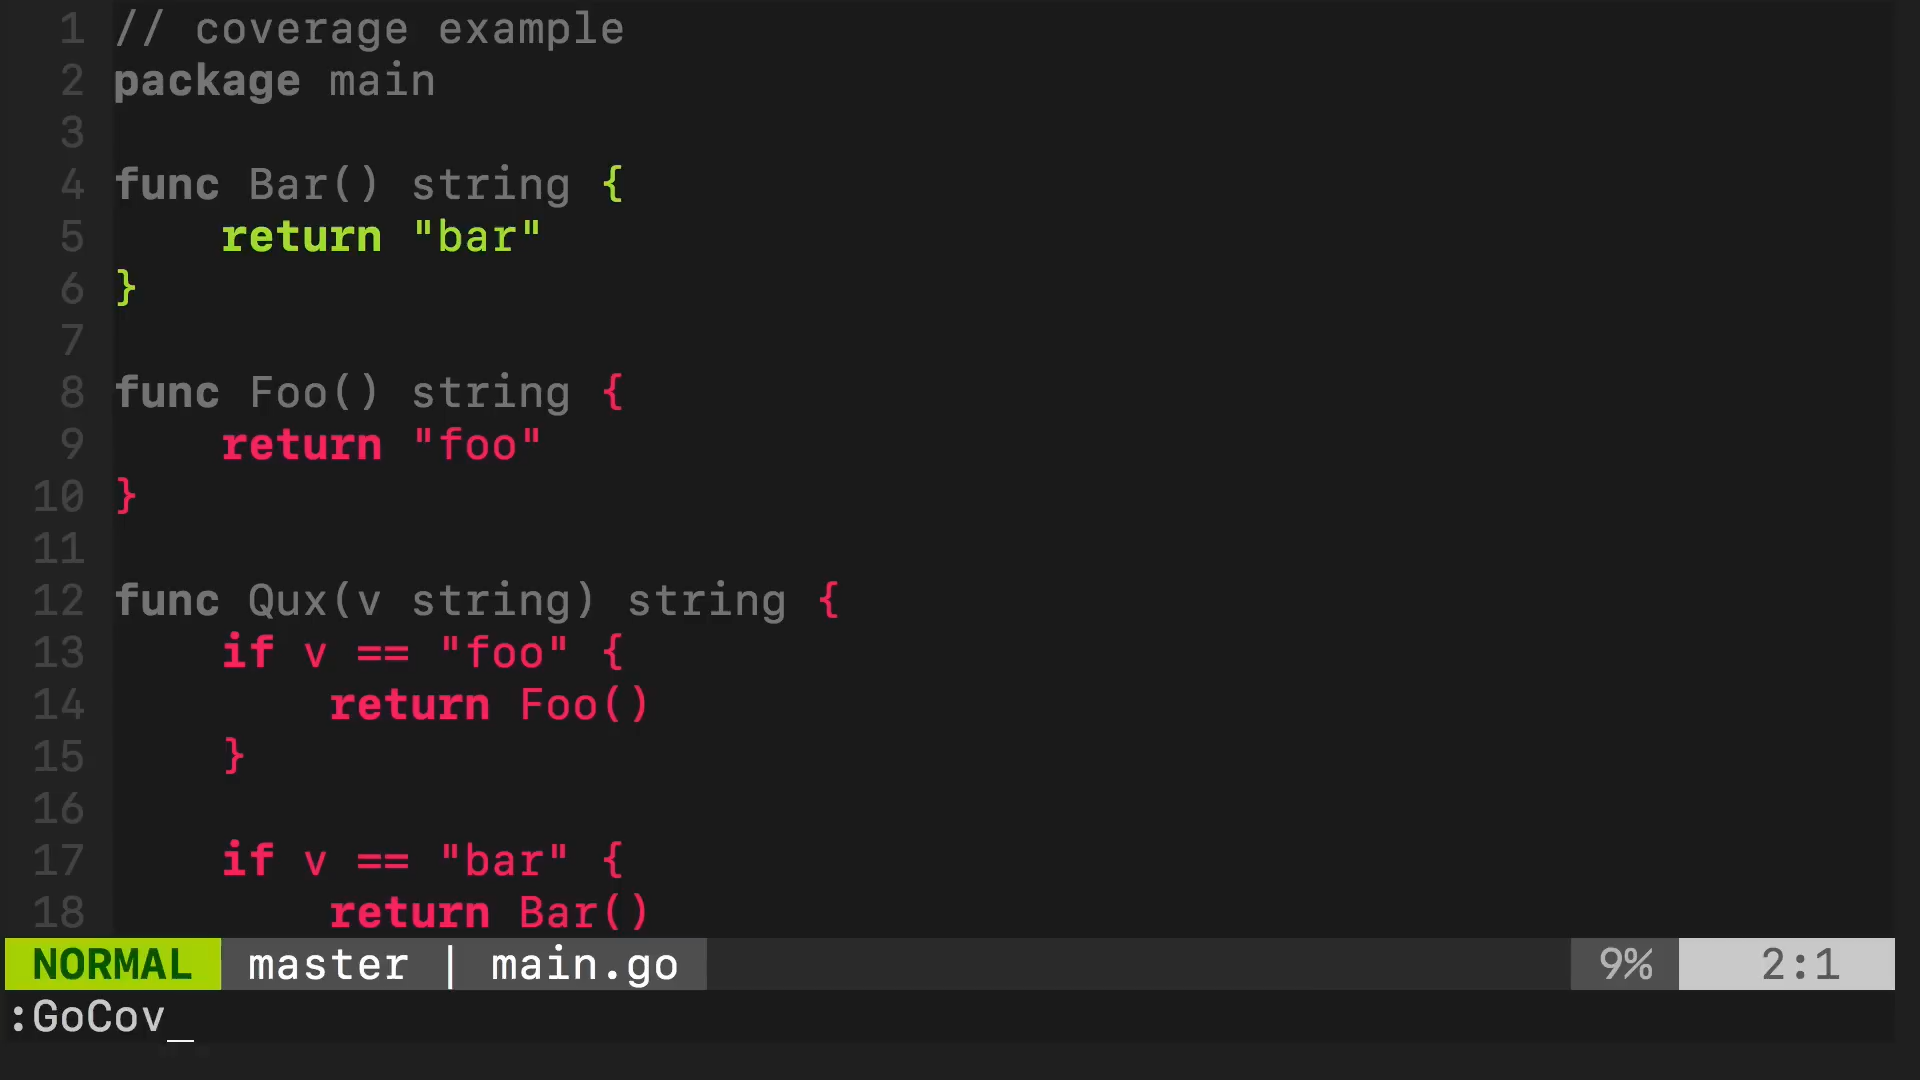 1 // coverage example
2 package main
3
4 func Bar() string {
5     return "bar"
6 }
7
8 func Foo() string {
9     return "foo"
10 }
11
12 func Qux(v string) string {
13     if v == "foo" {
14         return Foo()
15     }
16
17     if v == "bar" {
18         return Bar()
NORMAL master | main.go 9% 2:1
:GoCov_